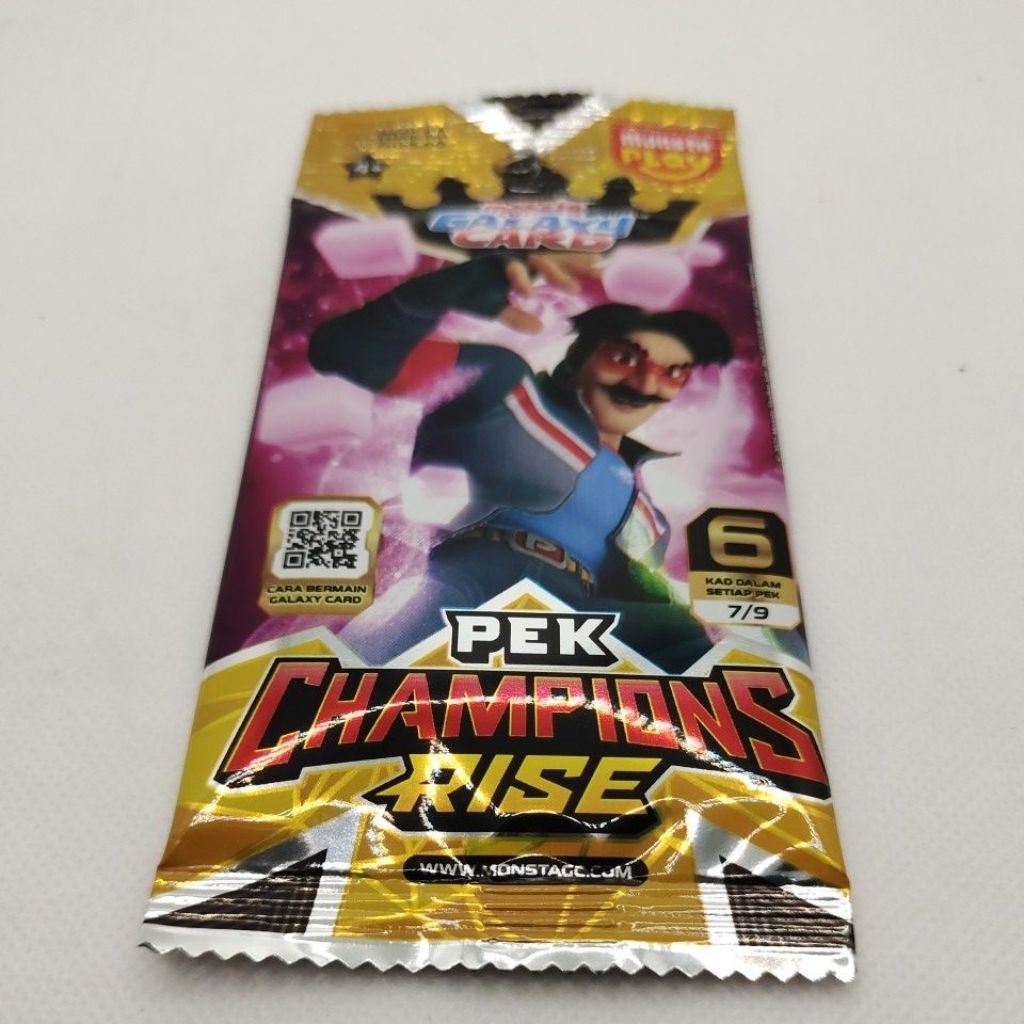 PLAY
GALAXY
CARD
CARA BERMAIN
GALAXY CARD
6
KAD DALAM
SETIAP PEK
7/9
PEK
CHAMPIONS
RISE
WWW.MONSTAGC.COM